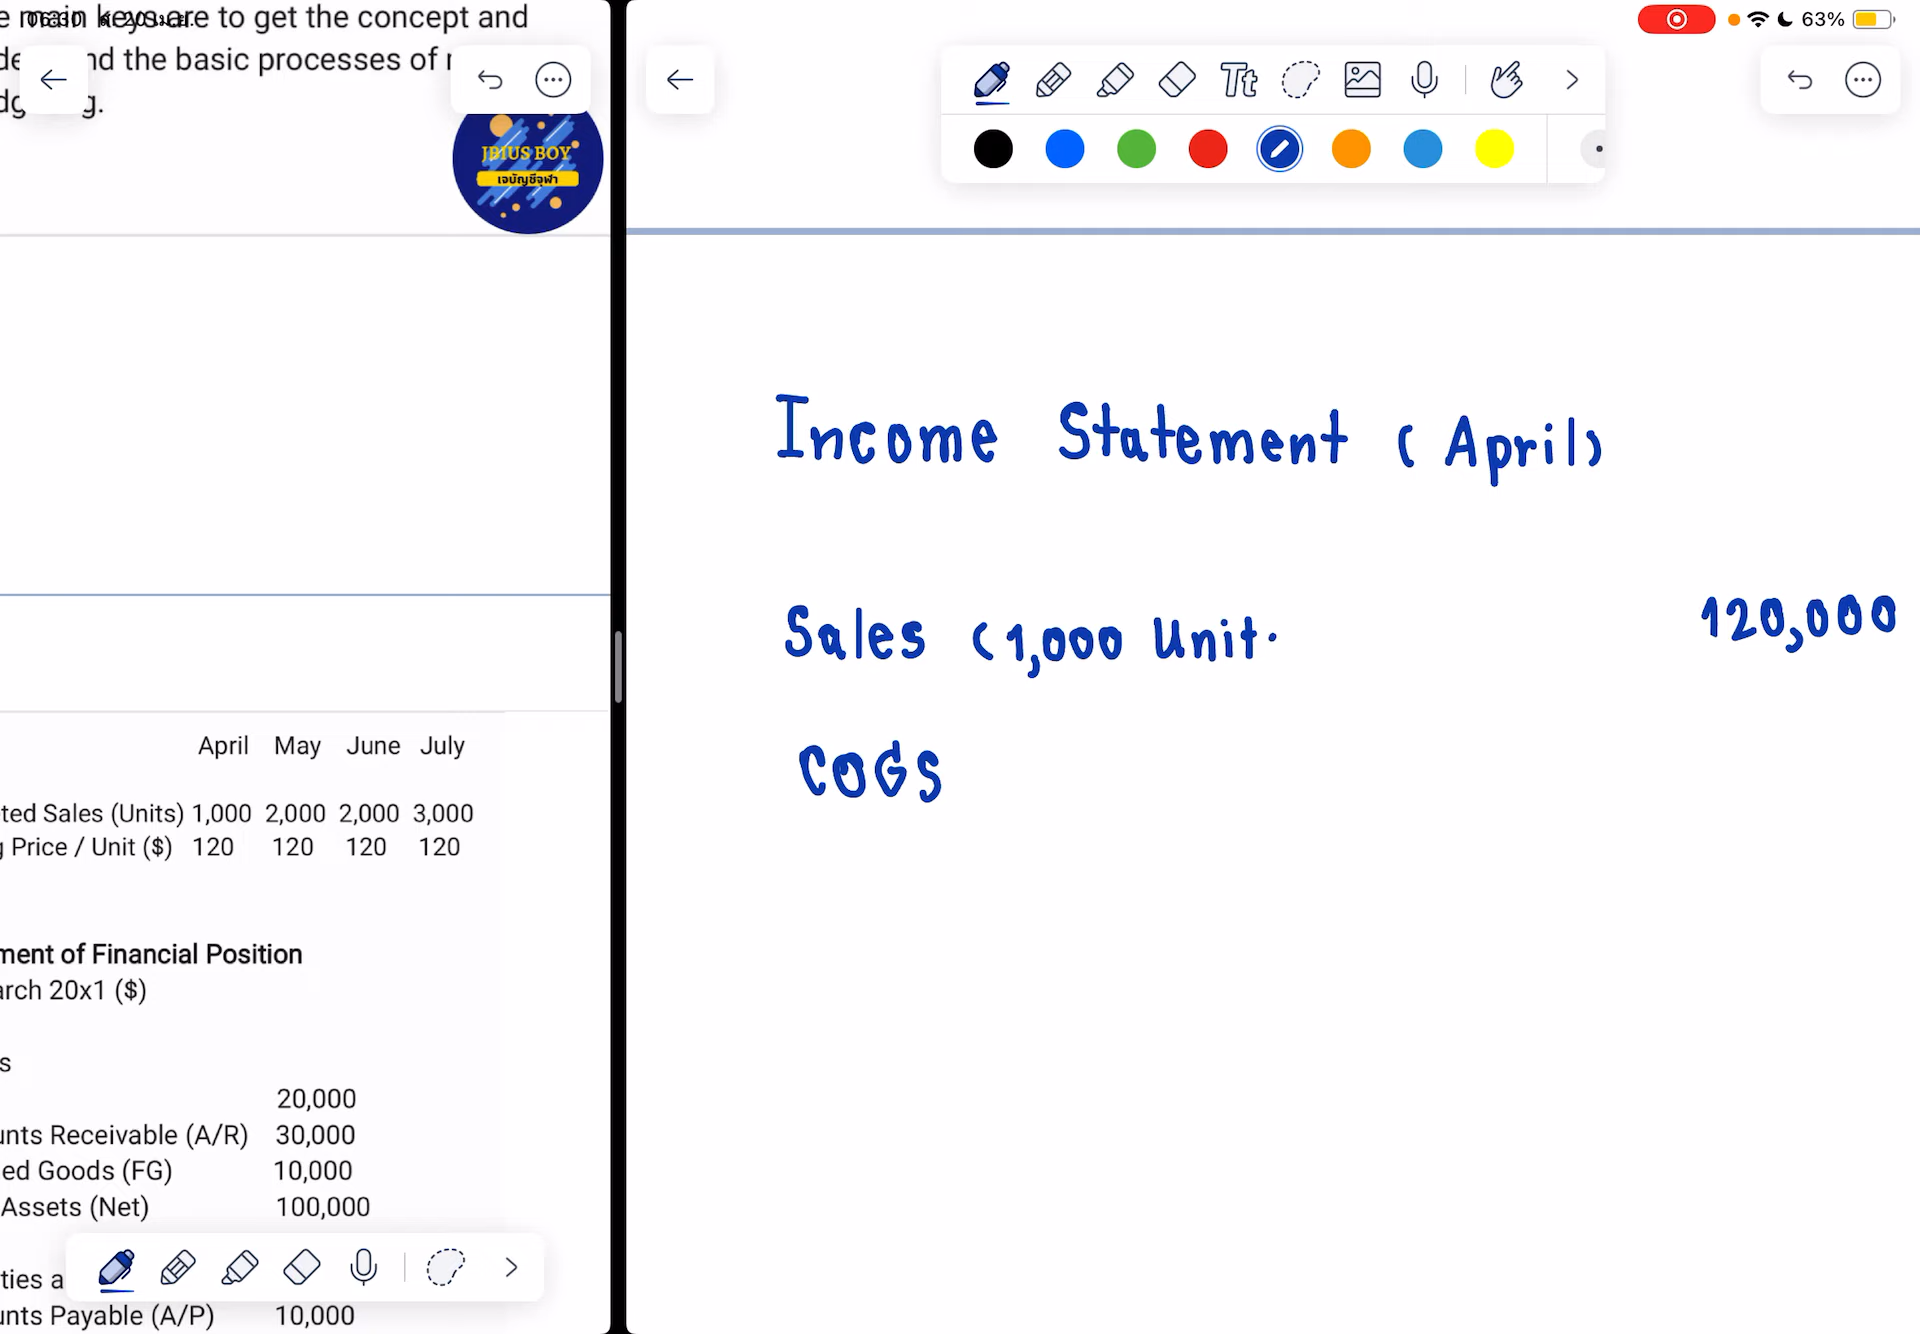 e main keys are to get the concept and
nd the basic processes of
g.
63%
JBIUS BOY
เจบัญชีจุฬา
Tt
Income Statement ( April)
Sales ( 1,000 Unit.
120,000
COGS
April May June July
ted Sales (Units) 1,000 2,000 2,000 3,000
g Price / Unit ($) 120 120 120 120
ment of Financial Position
arch 20x1 ($)
s
20,000
unts Receivable (A/R) 30,000
ed Goods (FG) 10,000
Assets (Net) 100,000
ties a
unts Payable (A/P) 10,000